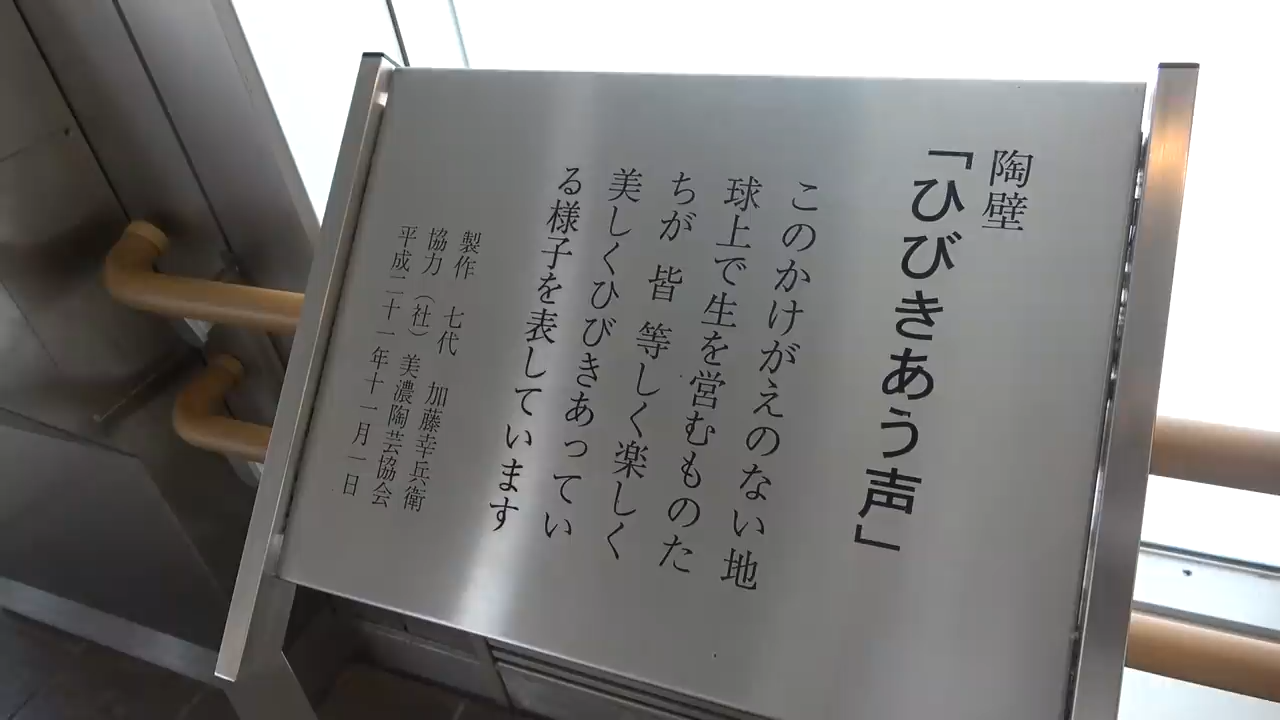 陶壁
「ひびきあう声」
このかけがえのない地
球上で生を営むものた
ちが 皆 等しく楽しく
美しくひびきあってい
る様子を表しています
製作 七代 加藤幸兵衛
協力（社）美濃陶芸協会
平成二十一年十一月一日